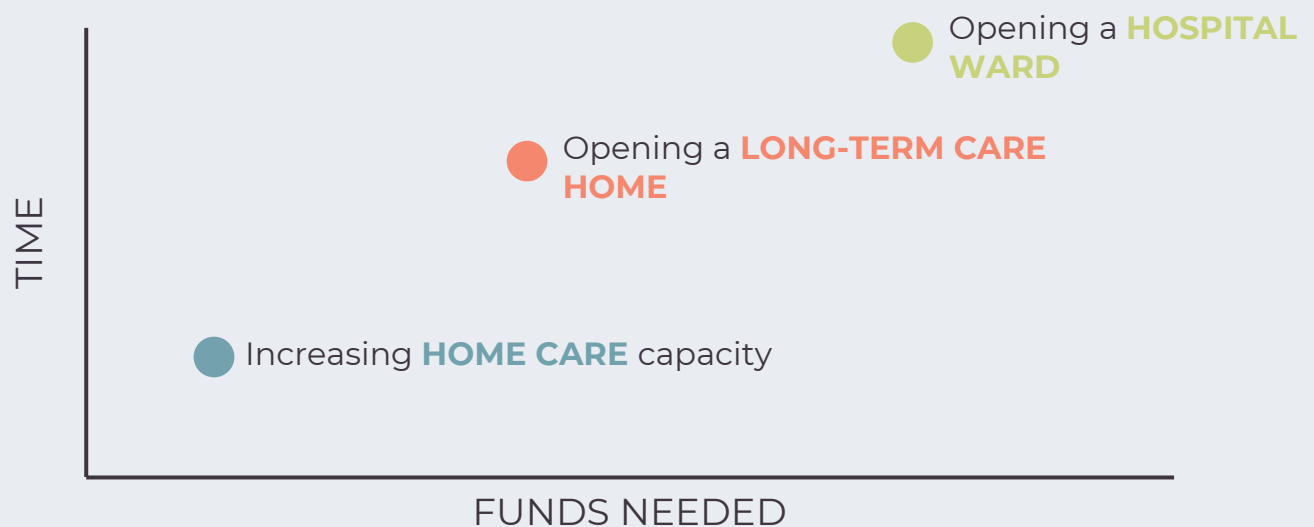 Opening a HOSPITAL
WARD
Opening a LONG-TERM CARE
HOME
TIME
Increasing HOME CARE capacity
FUNDS NEEDED